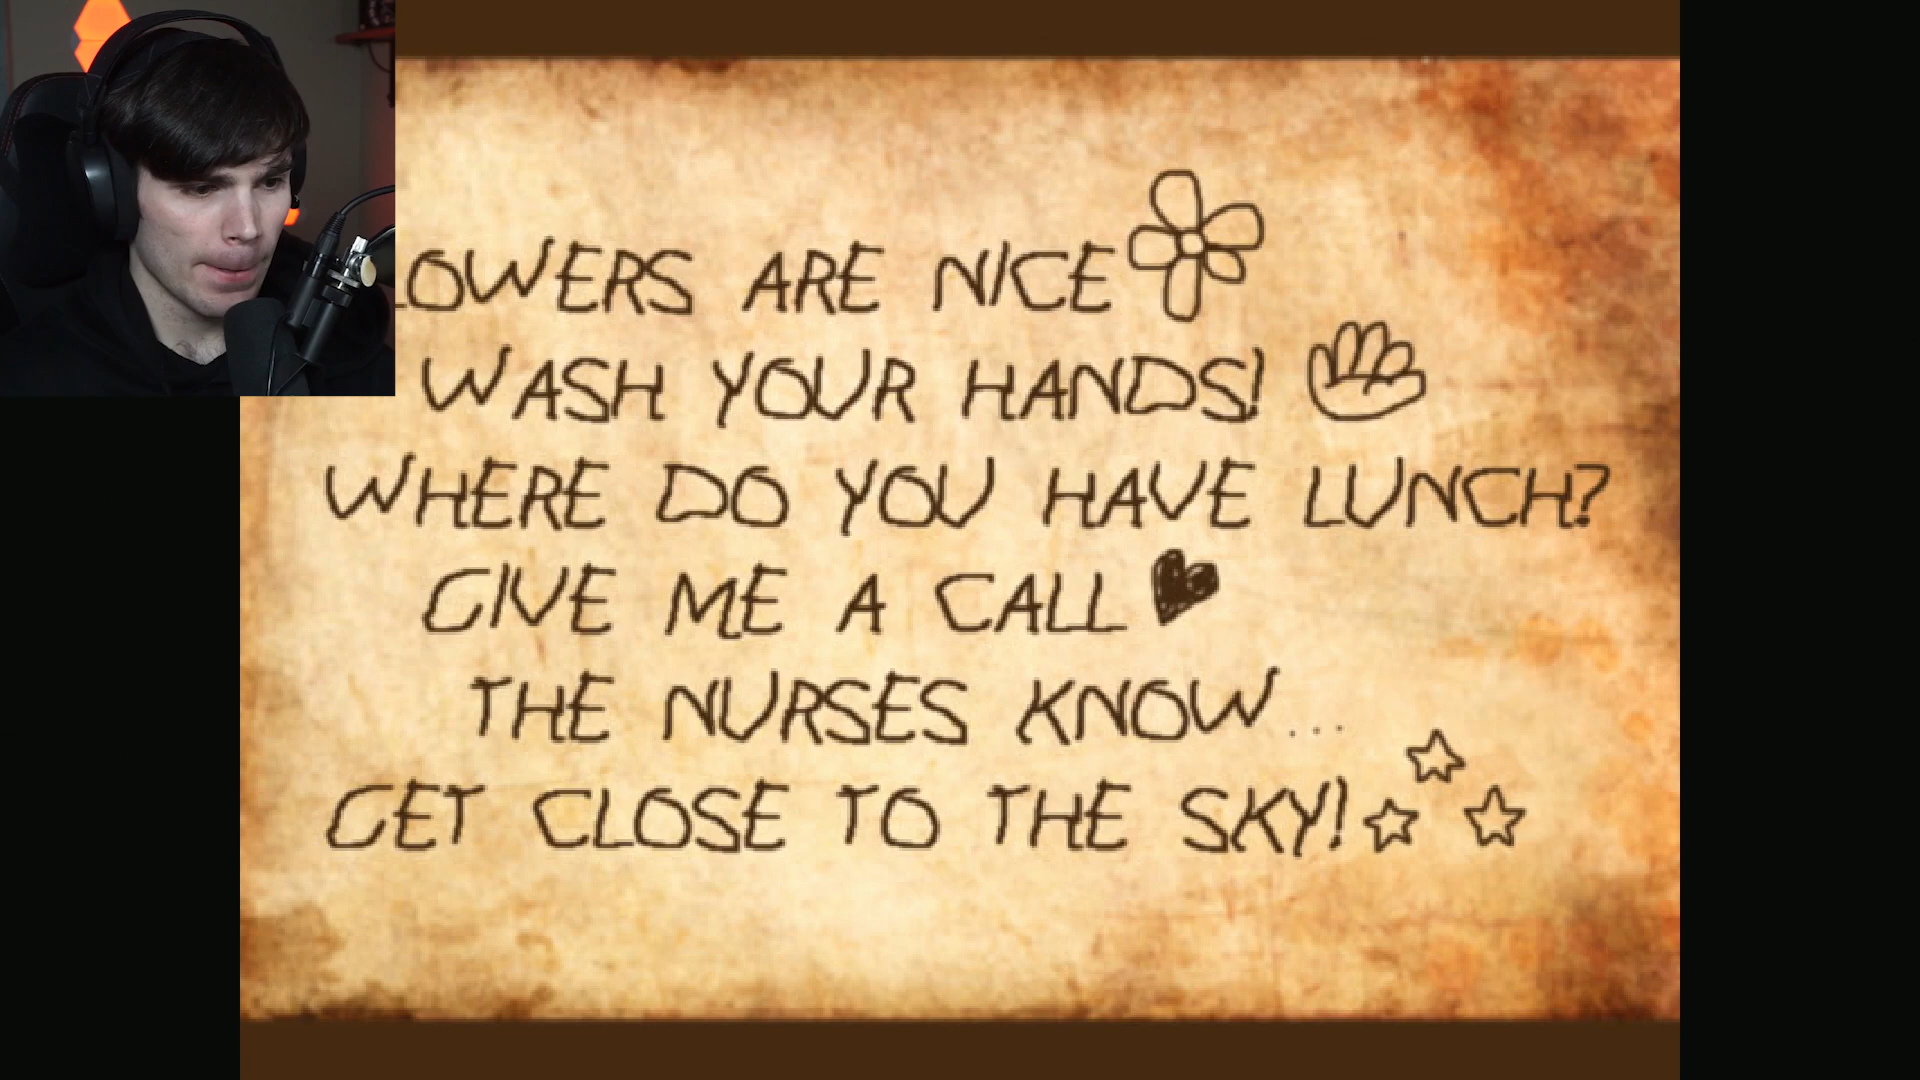 LOWERS ARE NICE
WASH YOUR HANDS!
WHERE DO YOU HAVE LUNCH?
GIVE ME A CALL
THE NURSES KNOW...
GET CLOSE TO THE SKY!